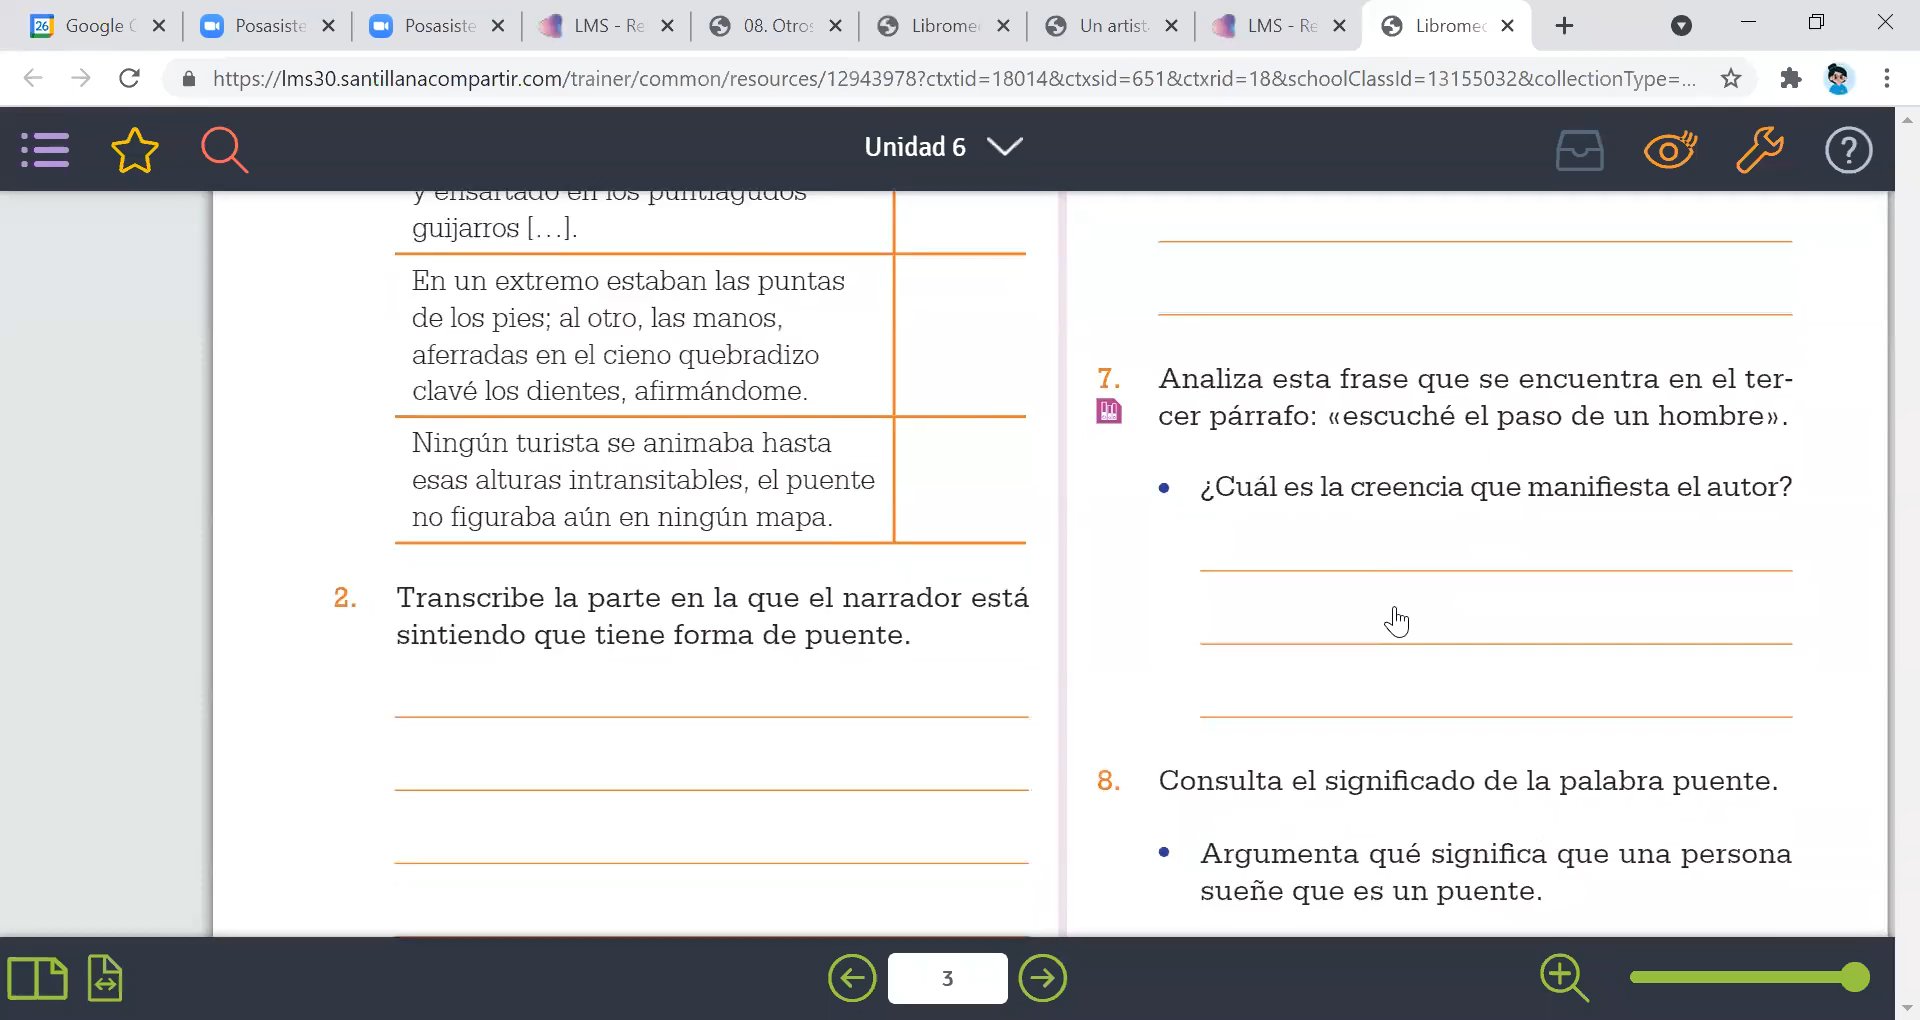 Google C
Posasiste
Posasiste
LMS - Re
08. Otros
Librome
Un artist
LMS - Re
Librome
https://lms30.santillanacompartir.com/trainer/common/resources/12943978?ctxtid=18014&ctxsid=651&ctxrid=18&schoolClassId=13155032&collectionType=...
Unidad 6
y ensartado en los puntiagudos
guijarros [...].
En un extremo estaban las puntas
de los pies; al otro, las manos,
aferradas en el cieno quebradizo
clavé los dientes, afirmándome.
Ningún turista se animaba hasta
esas alturas intransitables, el puente
no figuraba aún en ningún mapa.
2. Transcribe la parte en la que el narrador está
sintiendo que tiene forma de puente.
7. Analiza esta frase que se encuentra en el ter-
cer párrafo: «escuché el paso de un hombre».
• ¿Cuál es la creencia que manifiesta el autor?
8. Consulta el significado de la palabra puente.
• Argumenta qué significa que una persona
sueñe que es un puente.
3